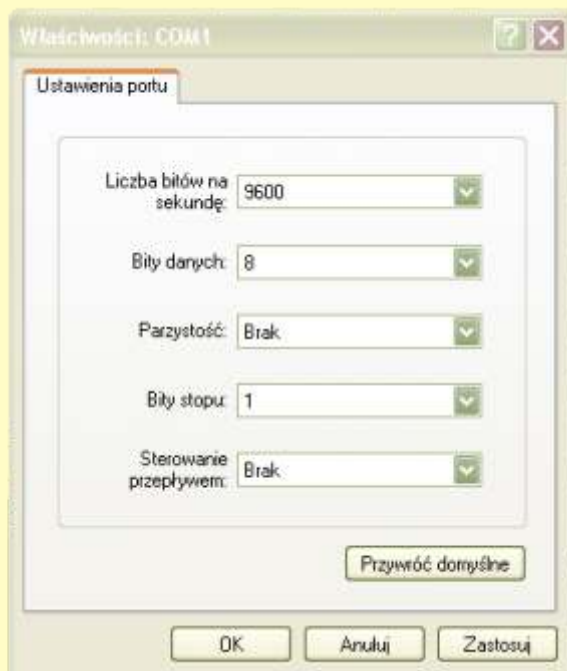 Właściwości: COM1
Ustawienia portu
Liczba bitów na
sekundę: 9600
Bity danych: 8
Parzystość: Brak
Bity stopu: 1
Sterowanie
przepływem: Brak
Przywróć domyślne
OK Anuluj Zastosuj